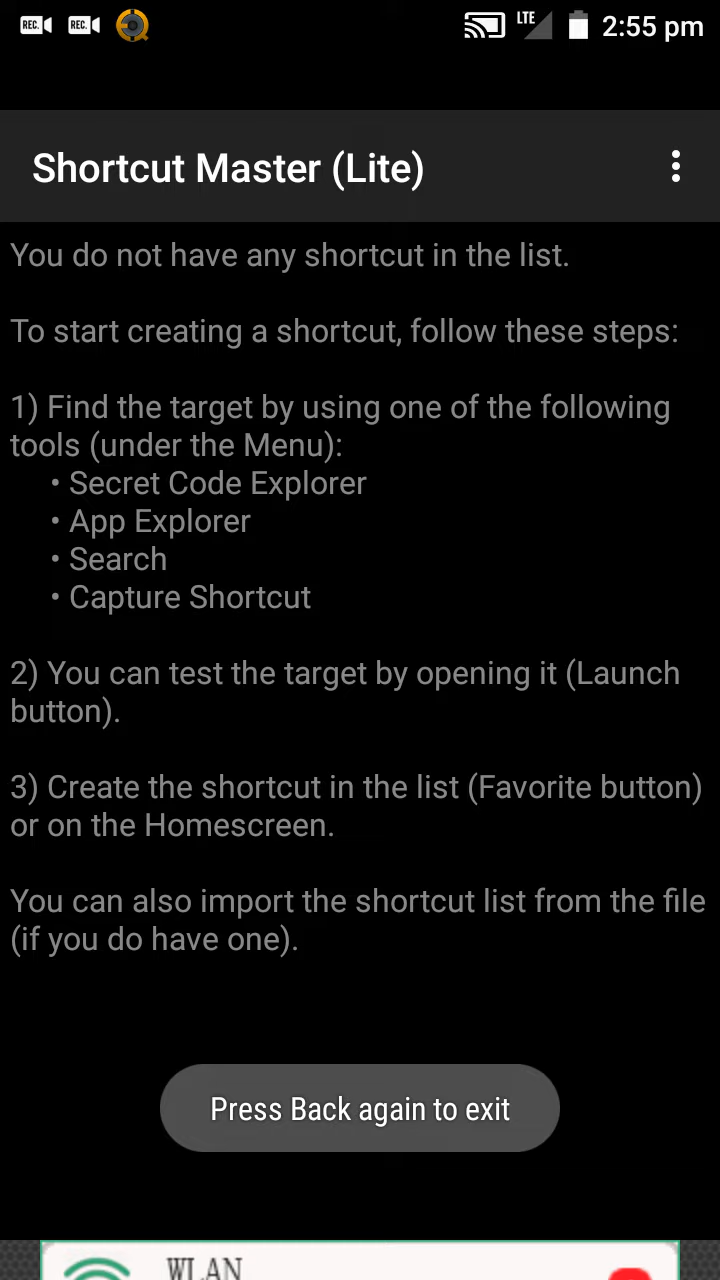 REC. REC. LTE 2:55 pm
Shortcut Master (Lite)
You do not have any shortcut in the list.
To start creating a shortcut, follow these steps:
1) Find the target by using one of the following
tools (under the Menu):
• Secret Code Explorer
• App Explorer
• Search
• Capture Shortcut
2) You can test the target by opening it (Launch
button).
3) Create the shortcut in the list (Favorite button)
or on the Homescreen.
You can also import the shortcut list from the file
(if you do have one).
Press Back again to exit
WLAN